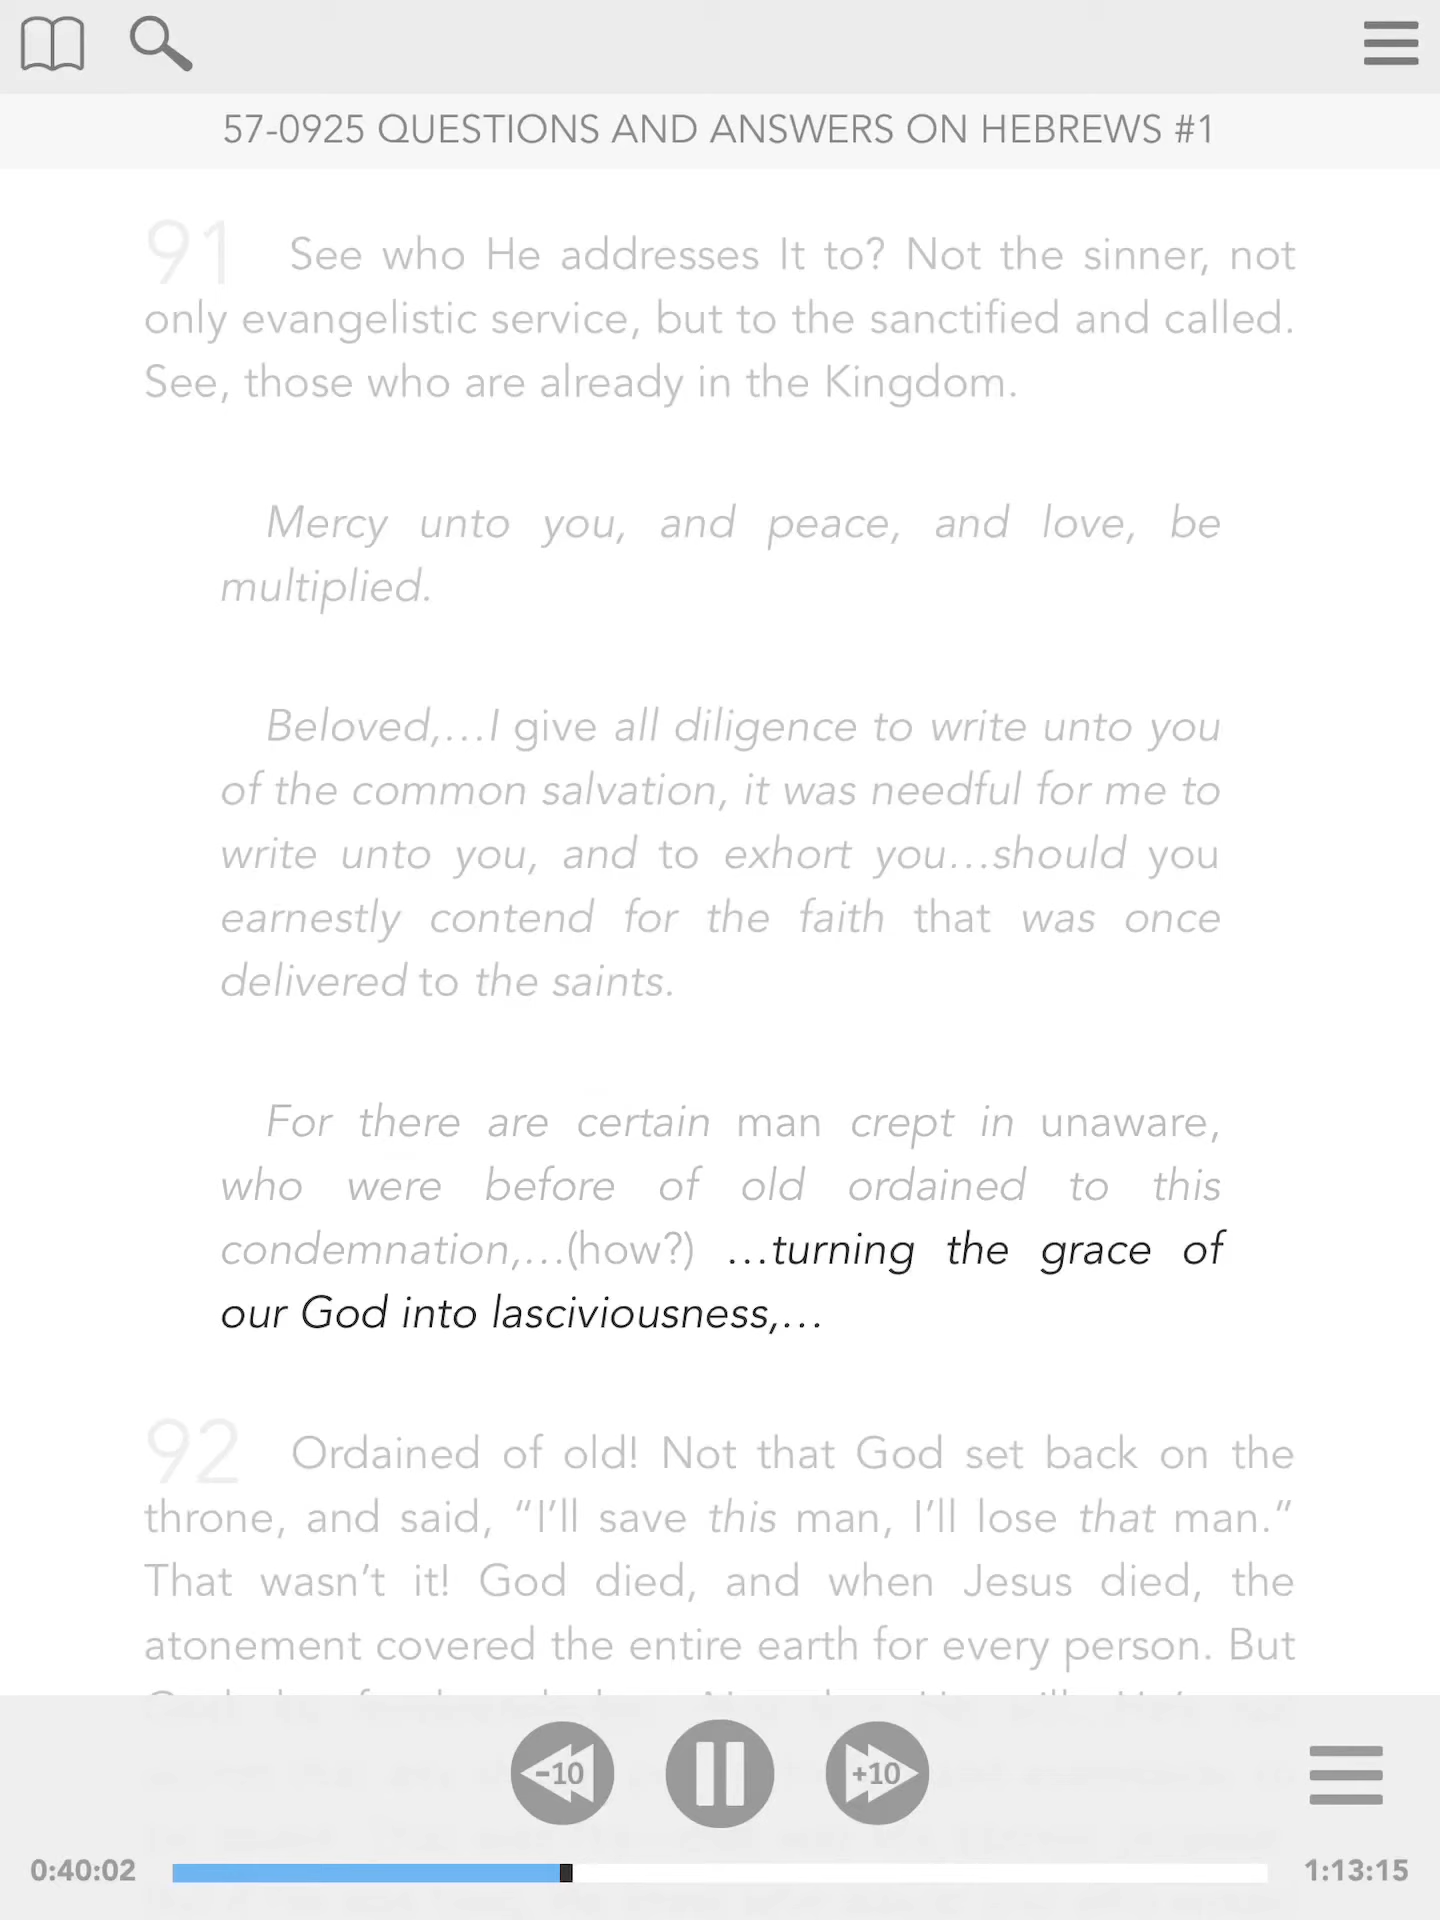 57-0925 QUESTIONS AND ANSWERS ON HEBREWS #1
91 See who He addresses It to? Not the sinner, not
only evangelistic service, but to the sanctified and called.
See, those who are already in the Kingdom.
Mercy unto you, and peace, and love, be
multiplied.
Beloved,…I give all diligence to write unto you
of the common salvation, it was needful for me to
write unto you, and to exhort you…should you
earnestly contend for the faith that was once
delivered to the saints.
For there are certain man crept in unaware,
who were before of old ordained to this
condemnation,…(how?) …turning the grace of
our God into lasciviousness,…
92 Ordained of old! Not that God set back on the
throne, and said, “I’ll save this man, I’ll lose that man.”
That wasn’t it! God died, and when Jesus died, the
atonement covered the entire earth for every person. But
-10 +10
0:40:02 1:13:15